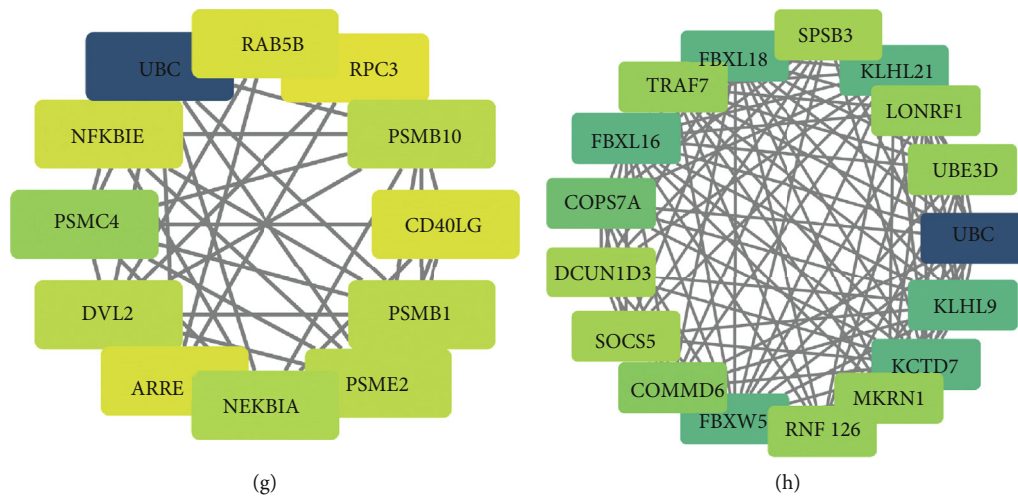 RAB5B
UBC
RPC3
NFKBIE
PSMB10
PSMC4
CD40LG
DVL2
PSMB1
ARRE
PSME2
NEKBIA
(g)
SPSB3
FBXL18
KLHL21
TRAF7
LONRF1
FBXL16
UBE3D
COPS7A
UBC
DCUN1D3
KLHL9
SOCS5
KCTD7
COMMD6
MKRN1
FBXW5
RNF 126
(h)